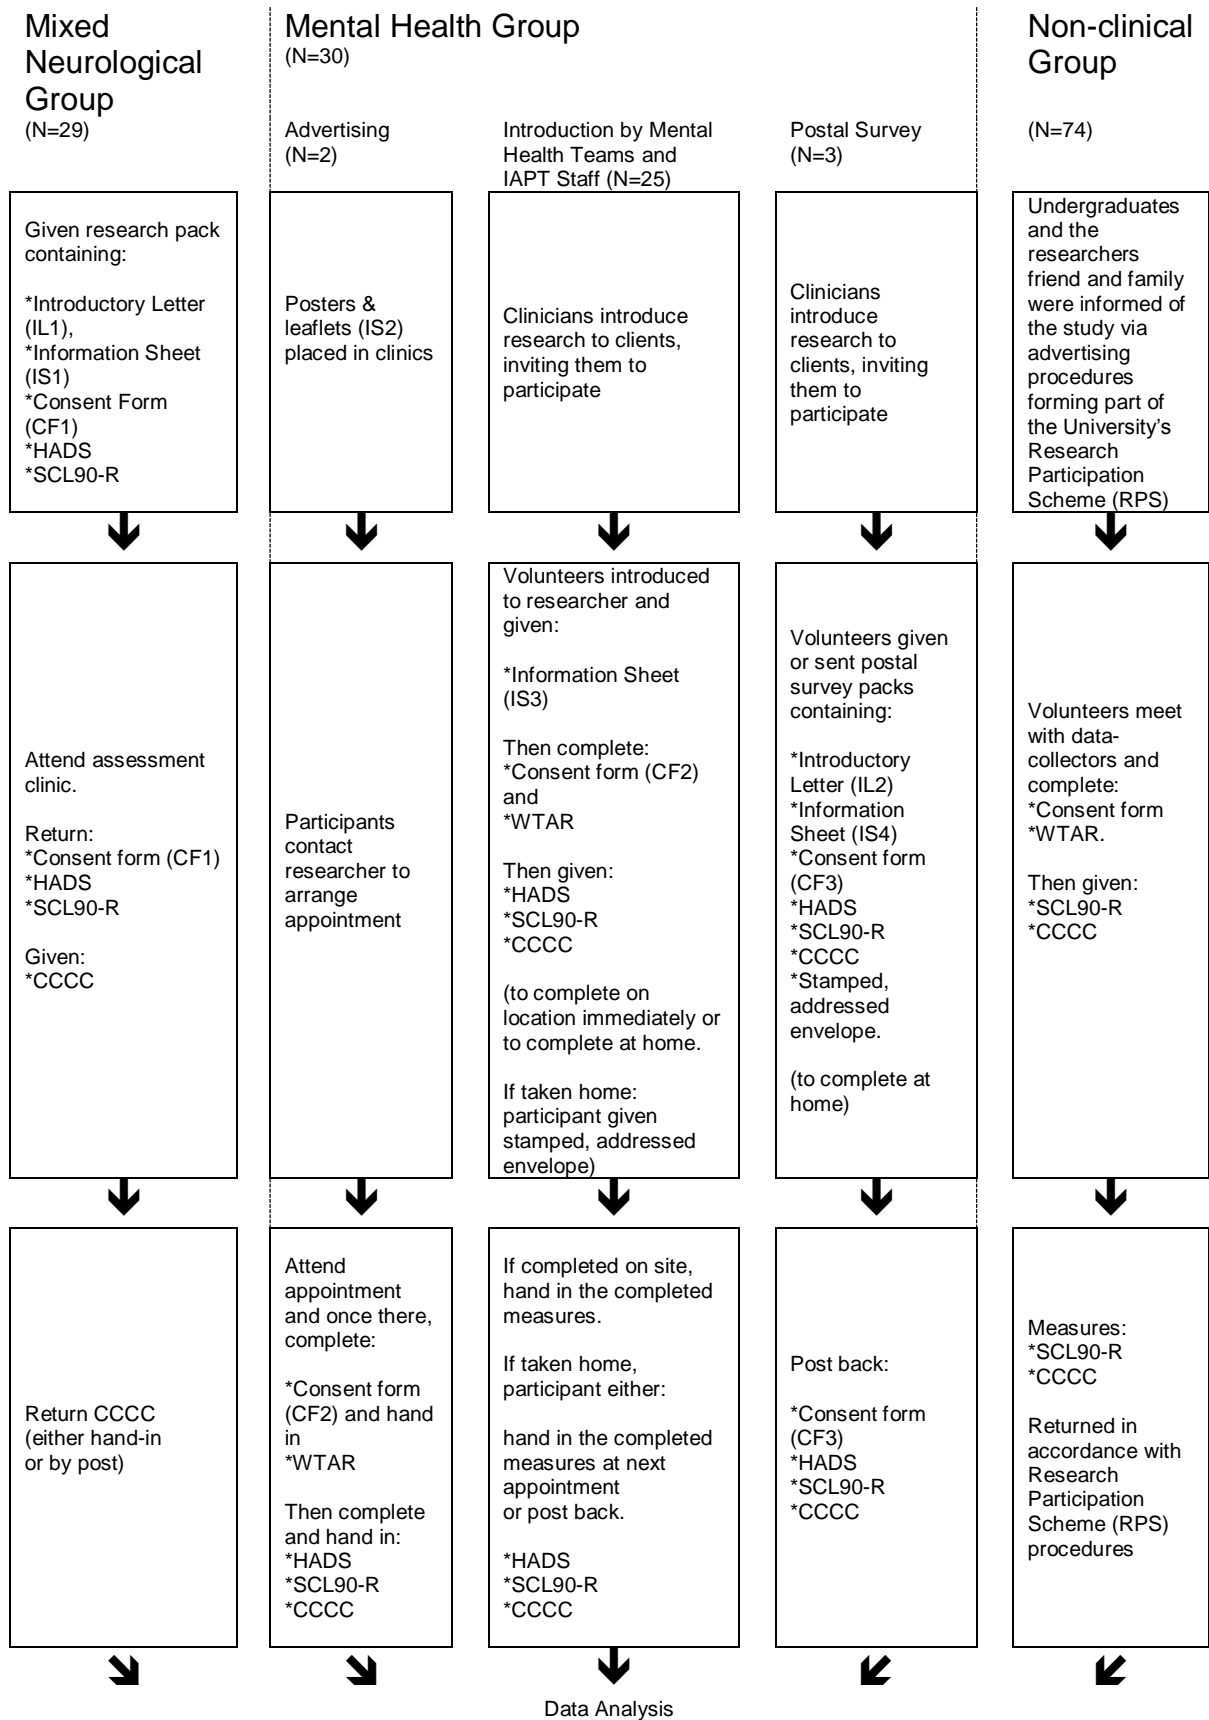 Mixed
Neurological
Group
(N=29)
Mental Health Group
(N=30)
Non-clinical
Group
(N=74)
Advertising
(N=2)
Introduction by Mental
Health Teams and
IAPT Staff (N=25)
Postal Survey
(N=3)
Given research pack
containing:
*Introductory Letter
(IL1),
*Information Sheet
(IS1)
*Consent Form
(CF1)
*HADS
*SCL90-R
Posters &
leaflets (IS2)
placed in clinics
Clinicians introduce
research to clients,
inviting them to
participate
Clinicians
introduce
research to
clients, inviting
them to
participate
Undergraduates
and the
researchers
friend and family
were informed of
the study via
advertising
procedures
forming part of
the University’s
Research
Participation
Scheme (RPS)
Attend assessment
clinic.
Return:
*Consent form (CF1)
*HADS
*SCL90-R
Given:
*CCCC
Participants
contact
researcher to
arrange
appointment
Volunteers introduced
to researcher and
given:
*Information Sheet
(IS3)
Then complete:
*Consent form (CF2)
and
*WTAR
Then given:
*HADS
*SCL90-R
*CCCC
(to complete on
location immediately or
to complete at home.
If taken home:
participant given
stamped, addressed
envelope)
Volunteers given
or sent postal
survey packs
containing:
*Introductory
Letter (IL2)
*Information
Sheet (IS4)
*Consent form
(CF3)
*HADS
*SCL90-R
*CCCC
*Stamped,
addressed
envelope.
(to complete at
home)
Volunteers meet
with data-
collectors and
complete:
*Consent form
*WTAR.
Then given:
*SCL90-R
*CCCC
Return CCCC
(either hand-in
or by post)
Attend
appointment
and once there,
complete:
*Consent form
(CF2) and hand
in
*WTAR
Then complete
and hand in:
*HADS
*SCL90-R
*CCCC
If completed on site,
hand in the completed
measures.
If taken home,
participant either:
hand in the completed
measures at next
appointment
or post back.
*HADS
*SCL90-R
*CCCC
Post back:
*Consent form
(CF3)
*HADS
*SCL90-R
*CCCC
Measures:
*SCL90-R
*CCCC
Returned in
accordance with
Research
Participation
Scheme (RPS)
procedures
Data Analysis